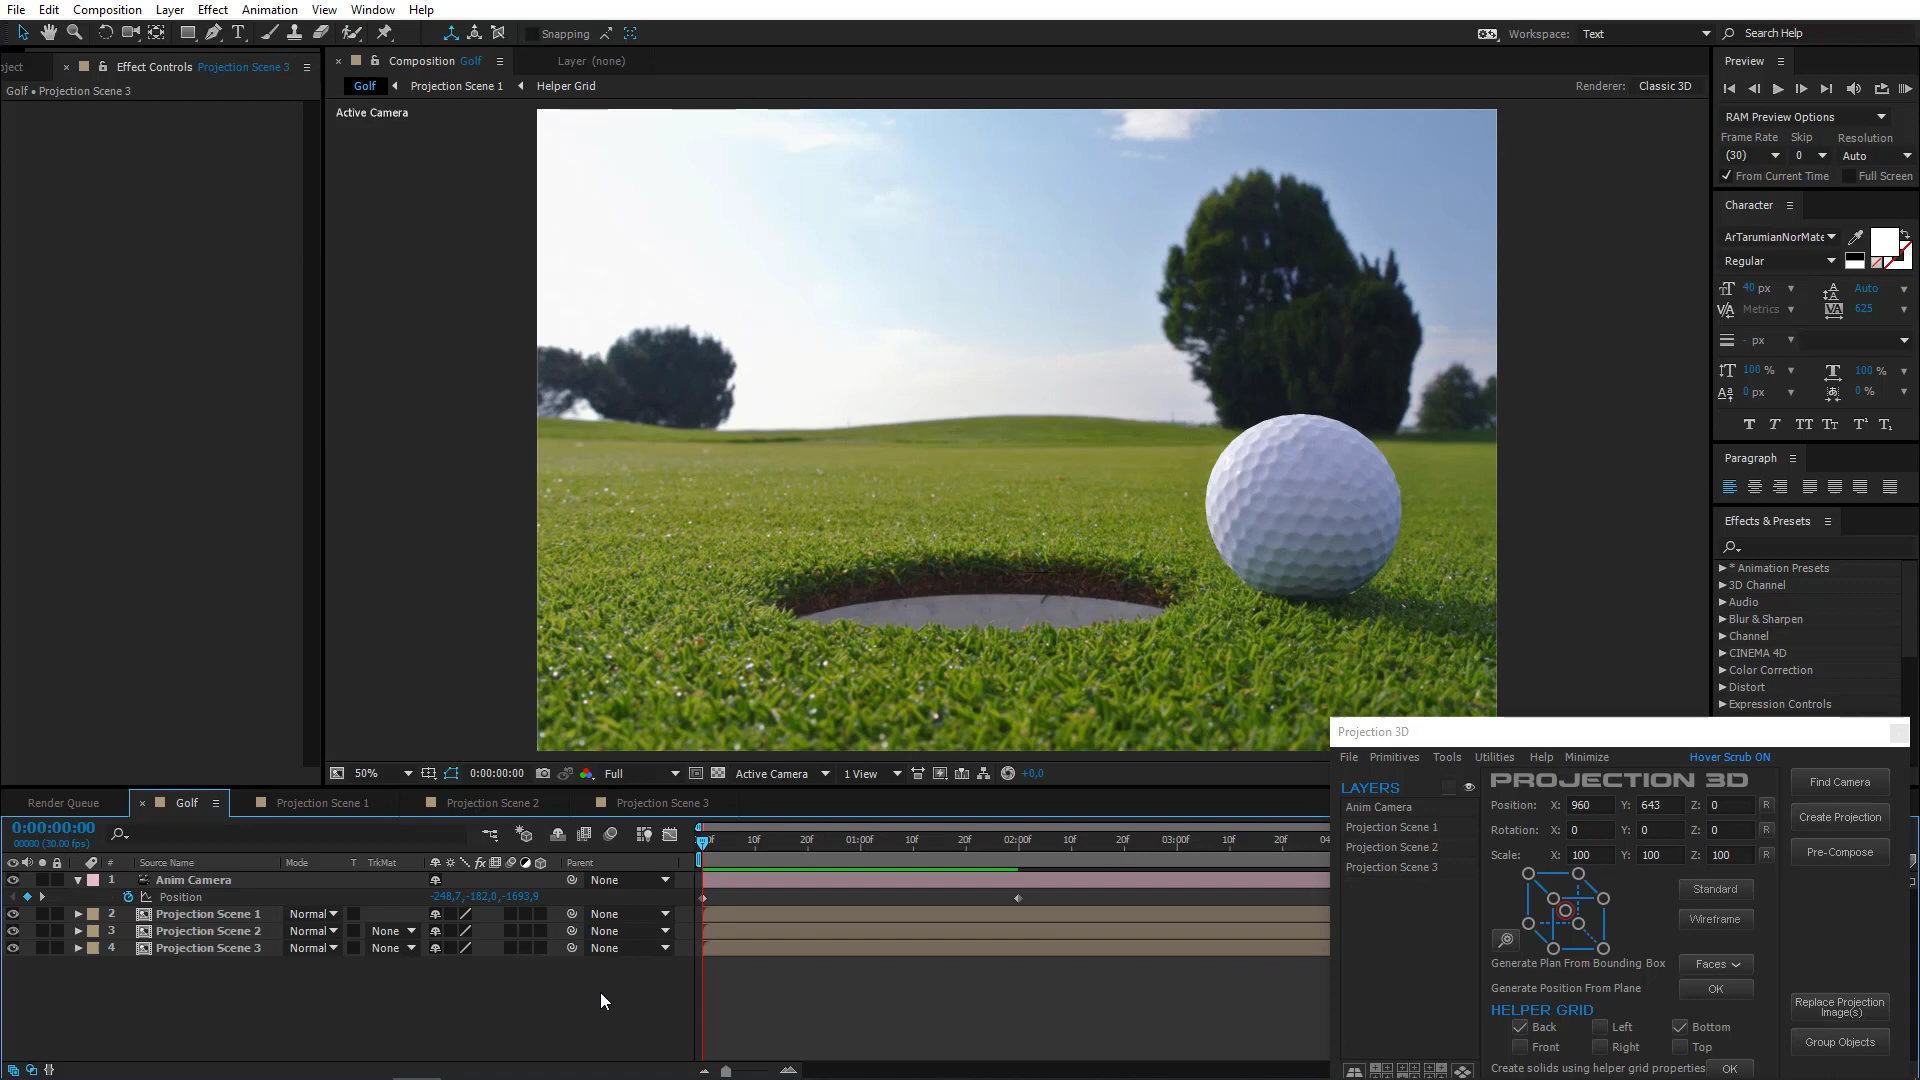 File Edit Composition Layer Effect Animation View Window Help
Snapping
Workspace: Text
Search Help
Effect Controls Projection Scene 3
Golf • Projection Scene 3
Composition Golf
Layer (none)
Golf Projection Scene 1 Helper Grid
Renderer: Classic 3D
Active Camera
Preview
RAM Preview Options
Frame Rate Skip Resolution
(30) 0 Auto
From Current Time Full Screen
Character
ArTarumianNorMate
Regular
40 px Auto
Metrics 625
- px
100 % 100 %
0 px 0 %
Paragraph
Effects & Presets
* Animation Presets
3D Channel
Audio
Blur & Sharpen
Channel
CINEMA 4D
Color Correction
Distort
Expression Controls
50% 0:00:00:00 Full Active Camera 1 View +0,0
Render Queue Golf Projection Scene 1 Projection Scene 2 Projection Scene 3
0:00:00:00
00000 (30.00 fps)
10f 20f 01:00f 10f 20f 02:00f 10f 20f 03:00f 10f 20f
# Source Name Mode T TrkMat Parent
1 Anim Camera None
Position -248,7,-182,0,-1693,9
2 Projection Scene 1 Normal None
3 Projection Scene 2 Normal None None
4 Projection Scene 3 Normal None None
Projection 3D
File Primitives Tools Utilities Help Minimize Hover Scrub ON
LAYERS
Anim Camera
Projection Scene 1
Projection Scene 2
Projection Scene 3
PROJECTION 3D
Position: X: 960 Y: 643 Z: 0 R
Rotation: X: 0 Y: 0 Z: 0 R
Scale: X: 100 Y: 100 Z: 100 R
Standard
Wireframe
Generate Plan From Bounding Box Faces
Generate Position From Plane OK
HELPER GRID
Back Left Bottom
Front Right Top
Create solids using helper grid properties OK
Find Camera
Create Projection
Pre-Compose
Replace Projection
Image(s)
Group Objects